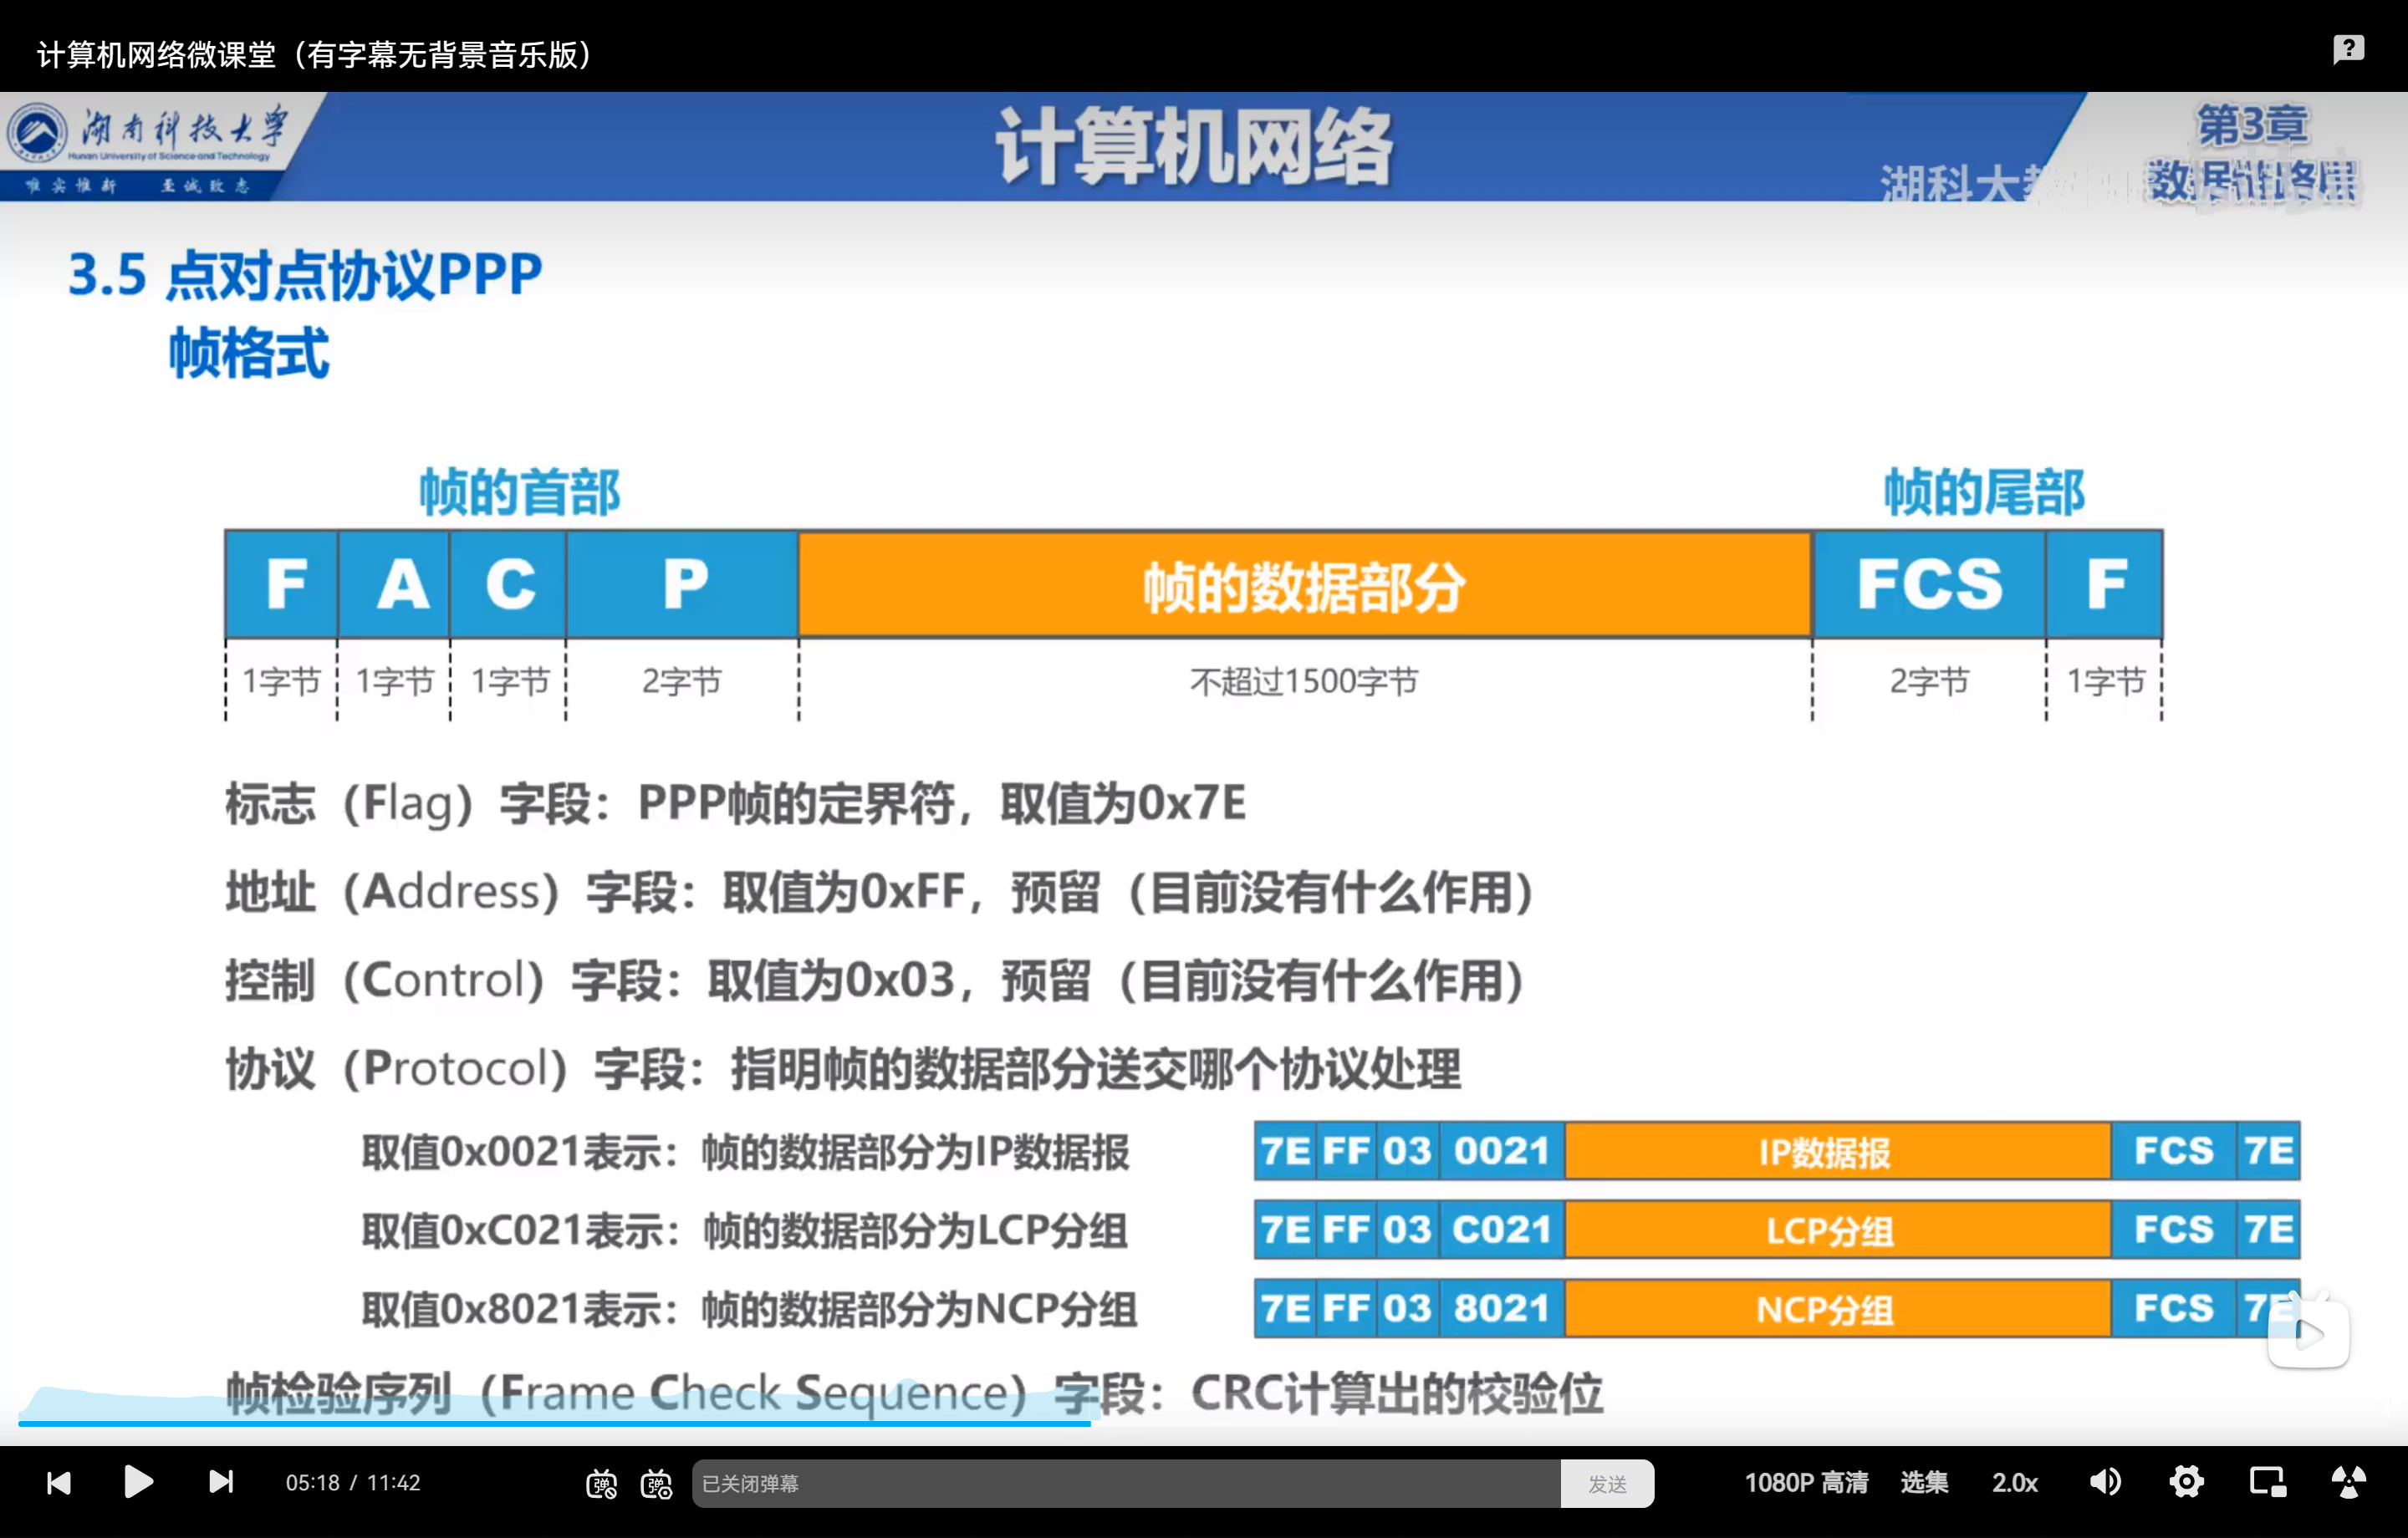 计算机网络微课堂（有字幕无背景音乐版）
湖南科技大学
Hunan University of Science and Technology
唯实惟新 至诚致志
计算机网络
第3章
数据链路层
湖科大教
3.5 点对点协议PPP
帧格式
帧的首部
帧的尾部
F A C P 帧的数据部分 FCS F
1字节 1字节 1字节 2字节 不超过1500字节 2字节 1字节
标志（Flag）字段：PPP帧的定界符，取值为0x7E
地址（Address）字段：取值为0xFF，预留（目前没有什么作用）
控制（Control）字段：取值为0x03，预留（目前没有什么作用）
协议（Protocol）字段：指明帧的数据部分送交哪个协议处理
取值0x0021表示：帧的数据部分为IP数据报
7E FF 03 0021 IP数据报 FCS 7E
取值0xC021表示：帧的数据部分为LCP分组
7E FF 03 C021 LCP分组 FCS 7E
取值0x8021表示：帧的数据部分为NCP分组
7E FF 03 8021 NCP分组 FCS 7E
帧检验序列（Frame Check Sequence）字段：CRC计算出的校验位
05:18 / 11:42
弹 弹
已关闭弹幕
发送
1080P 高清 选集 2.0x